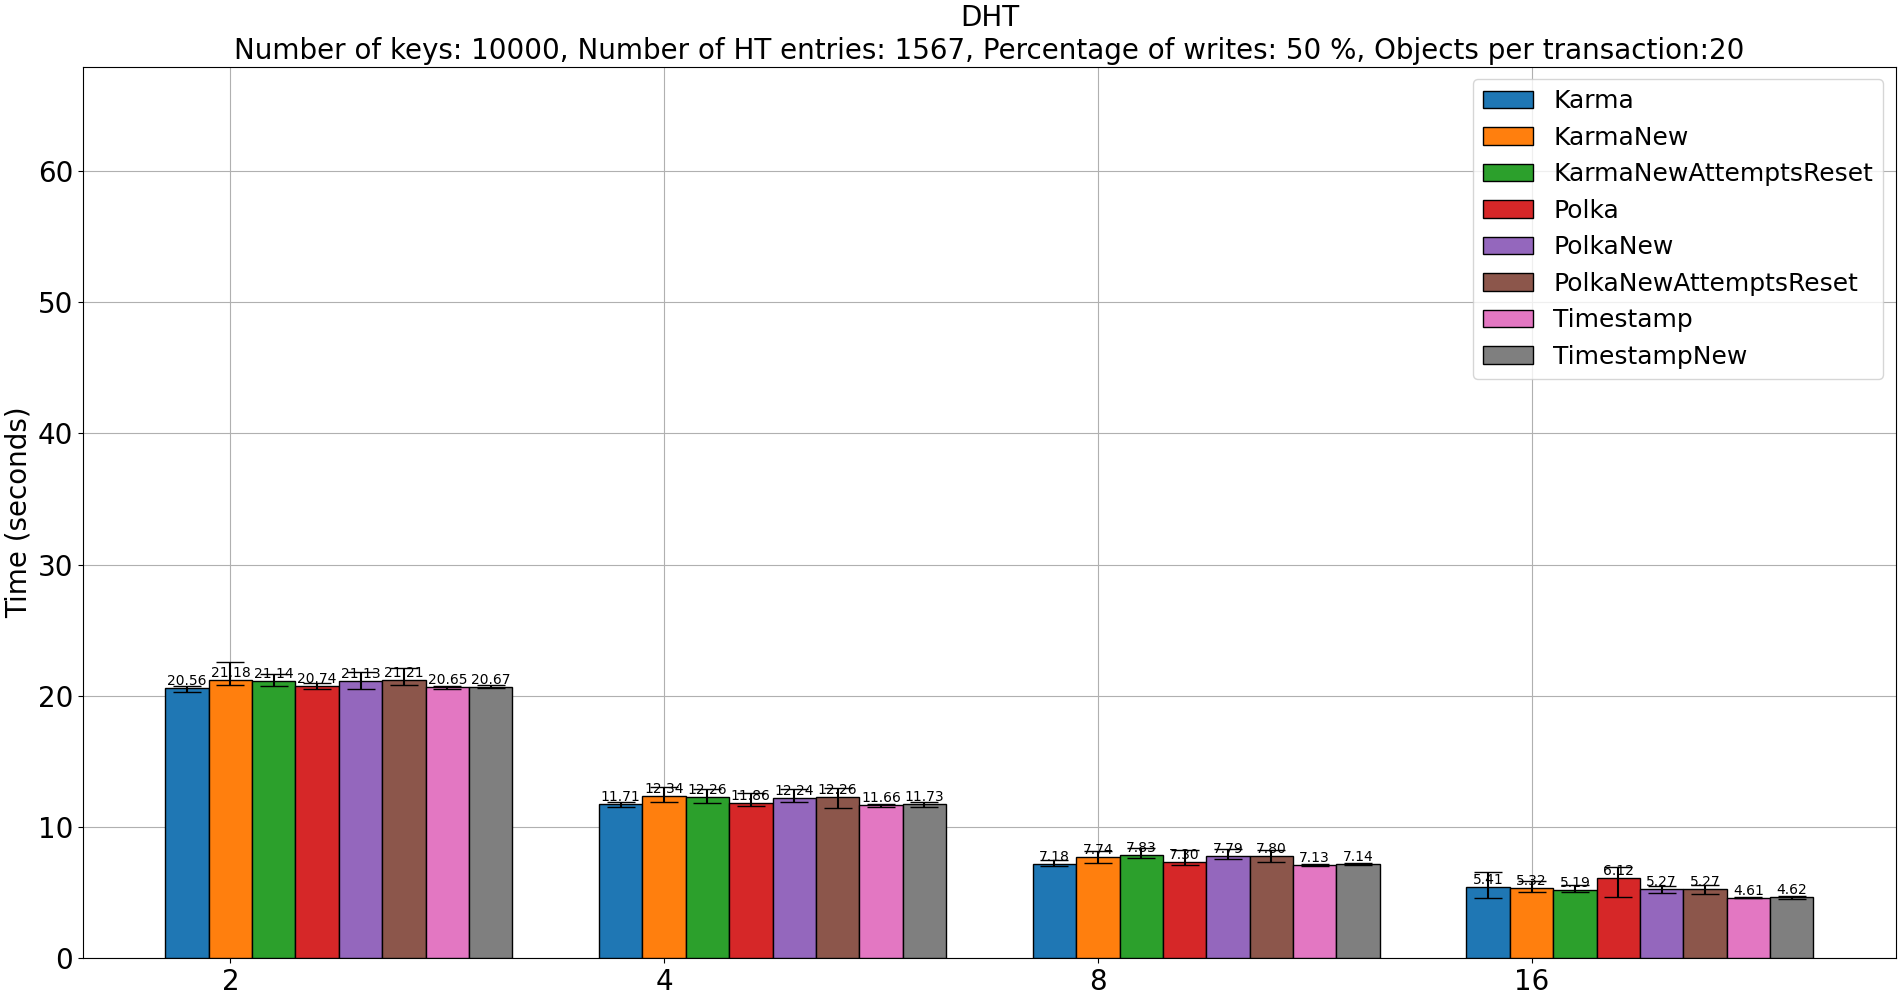 DHT
Number of keys: 10000, Number of HT entries: 1567, Percentage of writes: 50 %, Objects per transaction:20
Karma
KarmaNew
KarmaNewAttemptsReset
Polka
PolkaNew
PolkaNewAttemptsReset
Timestamp
TimestampNew
Time (seconds)
60
50
40
30
20
10
0
20.56 21.18 21.14 20.74 21.13 21.21 20.65 20.67
11.71 12.34 12.26 11.86 12.24 12.26 11.66 11.73
7.18 7.74 7.83 7.30 7.79 7.80 7.13 7.14
5.41 5.32 5.19 6.12 5.27 5.27 4.61 4.62
2 4 8 16